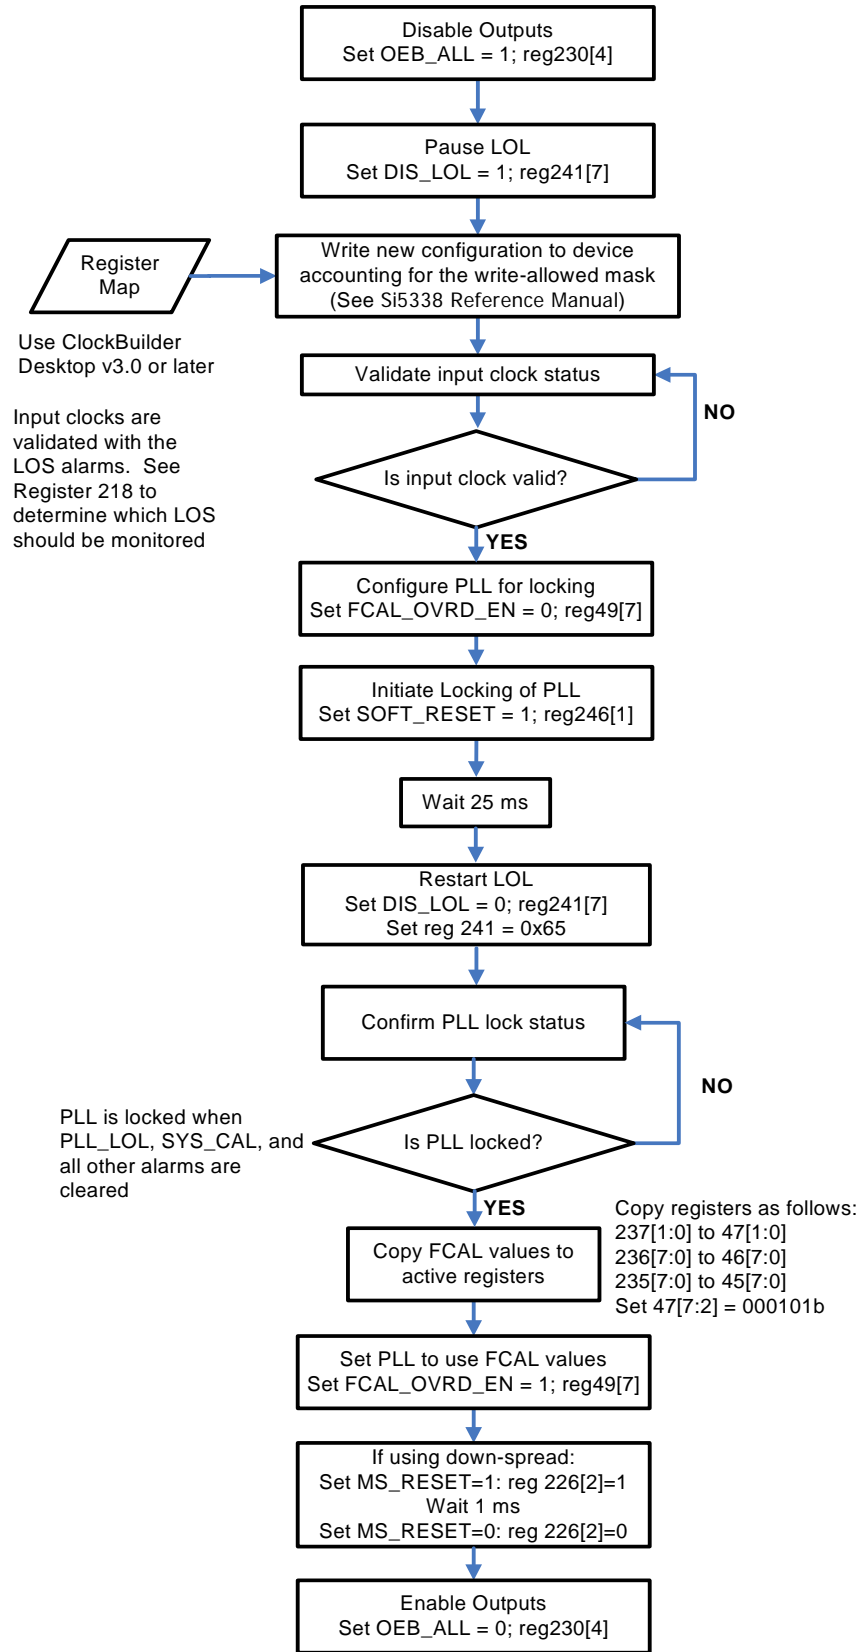 Disable Outputs
Set OEB_ALL = 1; reg230[4]
Pause LOL
Set DIS_LOL = 1; reg241[7]
Register
Map
Write new configuration to device
accounting for the write-allowed mask
(See Si5338 Reference Manual)
Use ClockBuilder
Desktop v3.0 or later
Validate input clock status
NO
Input clocks are
validated with the
LOS alarms. See
Register 218 to
determine which LOS
should be monitored
Is input clock valid?
YES
Configure PLL for locking
Set FCAL_OVRD_EN = 0; reg49[7]
Initiate Locking of PLL
Set SOFT_RESET = 1; reg246[1]
Wait 25 ms
Restart LOL
Set DIS_LOL = 0; reg241[7]
Set reg 241 = 0x65
Confirm PLL lock status
NO
PLL is locked when
PLL_LOL, SYS_CAL, and
all other alarms are
cleared
Is PLL locked?
YES
Copy FCAL values to
active registers
Copy registers as follows:
237[1:0] to 47[1:0]
236[7:0] to 46[7:0]
235[7:0] to 45[7:0]
Set 47[7:2] = 000101b
Set PLL to use FCAL values
Set FCAL_OVRD_EN = 1; reg49[7]
If using down-spread:
Set MS_RESET=1: reg 226[2]=1
Wait 1 ms
Set MS_RESET=0: reg 226[2]=0
Enable Outputs
Set OEB_ALL = 0; reg230[4]